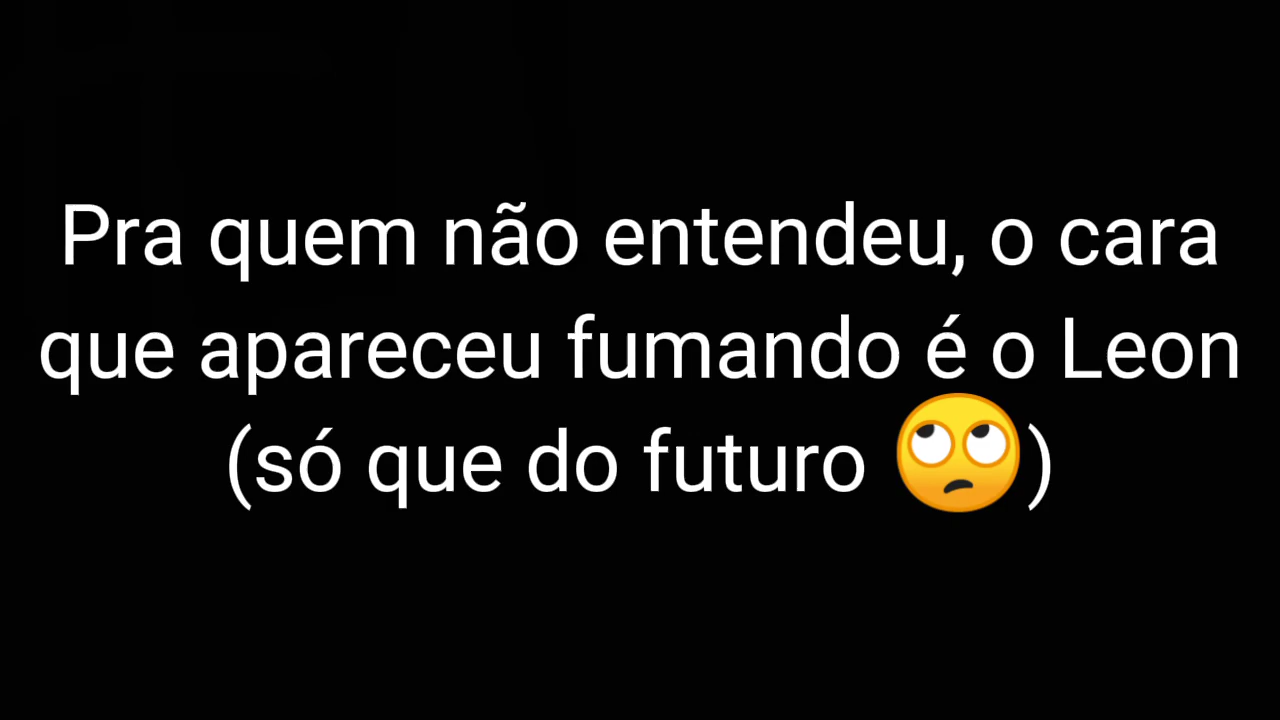 Pra quem não entendeu, o cara
que apareceu fumando é o Leon
(só que do futuro 🙄)